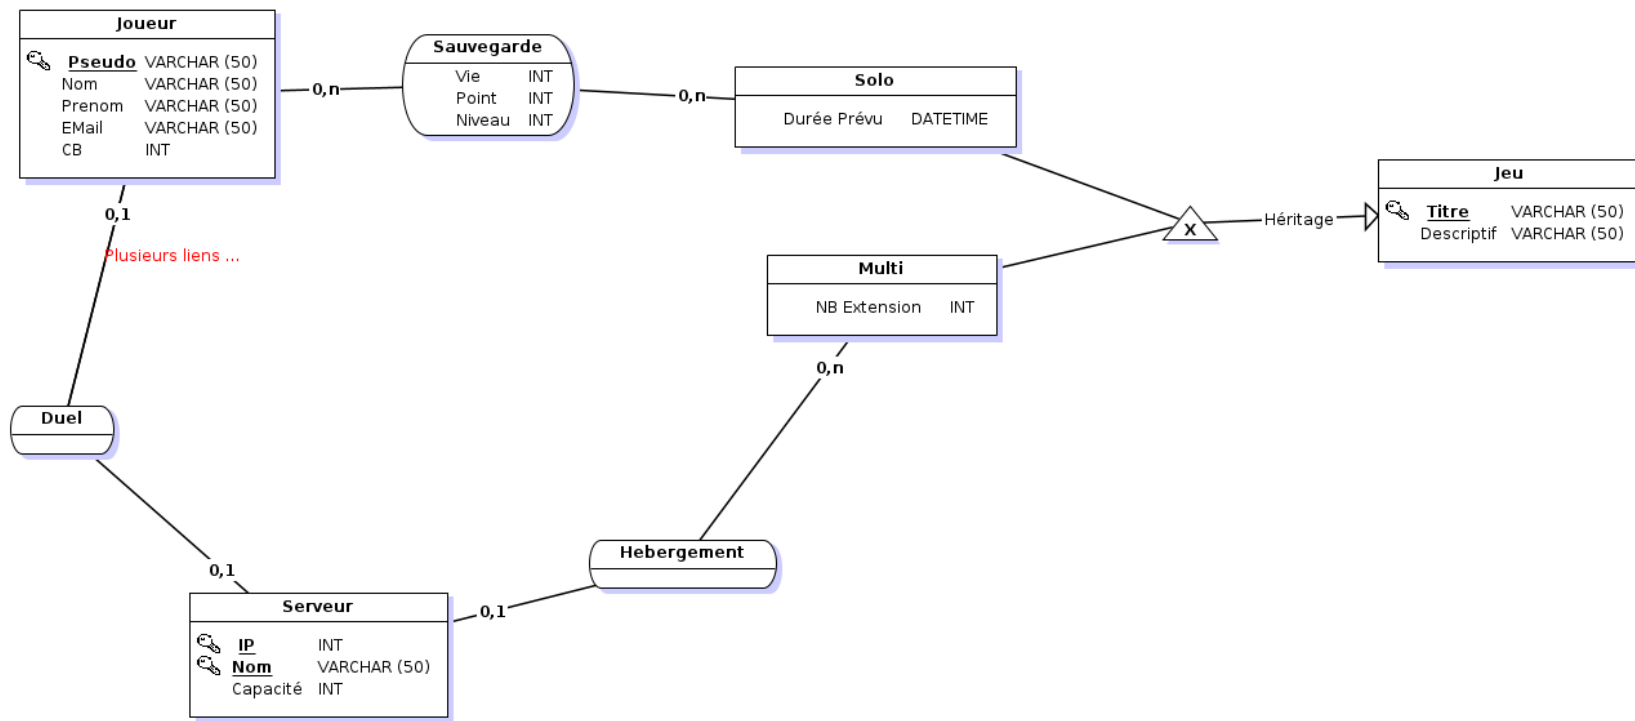 Joueur
Pseudo VARCHAR (50)
Nom VARCHAR (50)
Prenom VARCHAR (50)
EMail VARCHAR (50)
CB INT
0,n
Sauvegarde
Vie INT
Point INT
Niveau INT
0,n
Solo
Durée Prévu DATETIME
Jeu
Titre VARCHAR (50)
Descriptif VARCHAR (50)
Héritage
X
0,1
Plusieurs liens ...
Multi
NB Extension INT
0,n
Duel
Hebergement
0,1
0,1
Serveur
IP INT
Nom VARCHAR (50)
Capacité INT